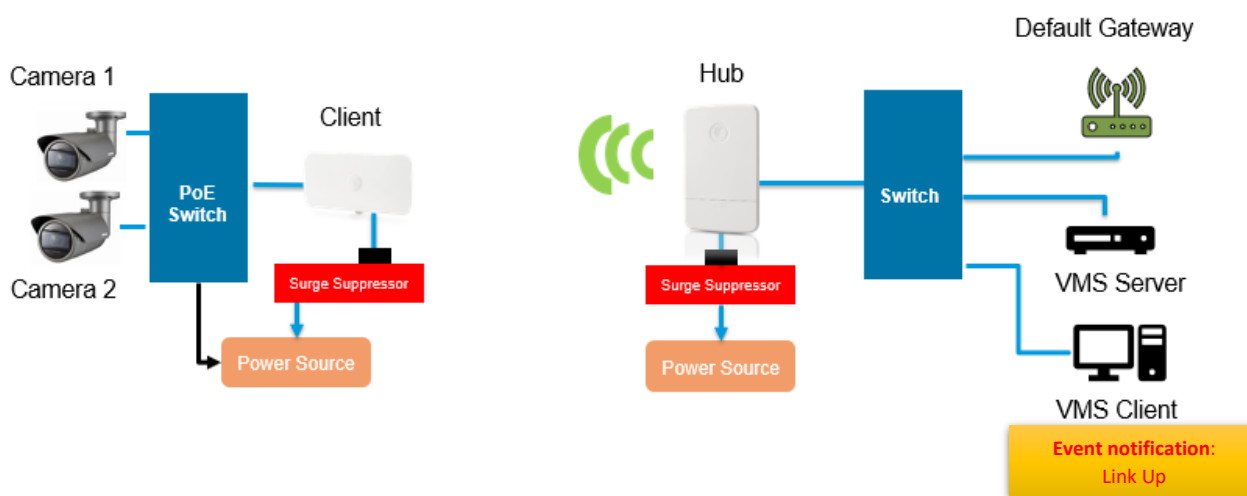 Default Gateway
Camera 1
Hub
Client
PoE
Switch
Switch
Camera 2
Surge Suppressor
Surge Suppressor
VMS Server
Power Source
Power Source
VMS Client
Event notification:
Link Up